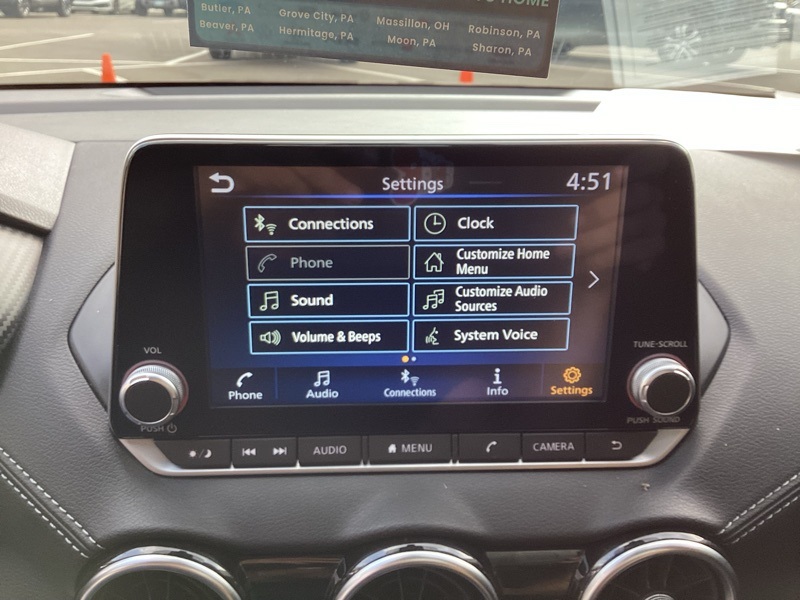 HOME
Butler, PA Grove City, PA Massillon, OH Robinson, PA
Beaver, PA Hermitage, PA Moon, PA Sharon, PA
Settings 4:51
Connections Clock
Phone Customize Home
Menu
Sound Customize Audio
Sources
Volume & Beeps System Voice
Phone Audio Connections Info Settings
VOL TUNE-SCROLL
PUSH PUSH SOUND
AUDIO MENU CAMERA